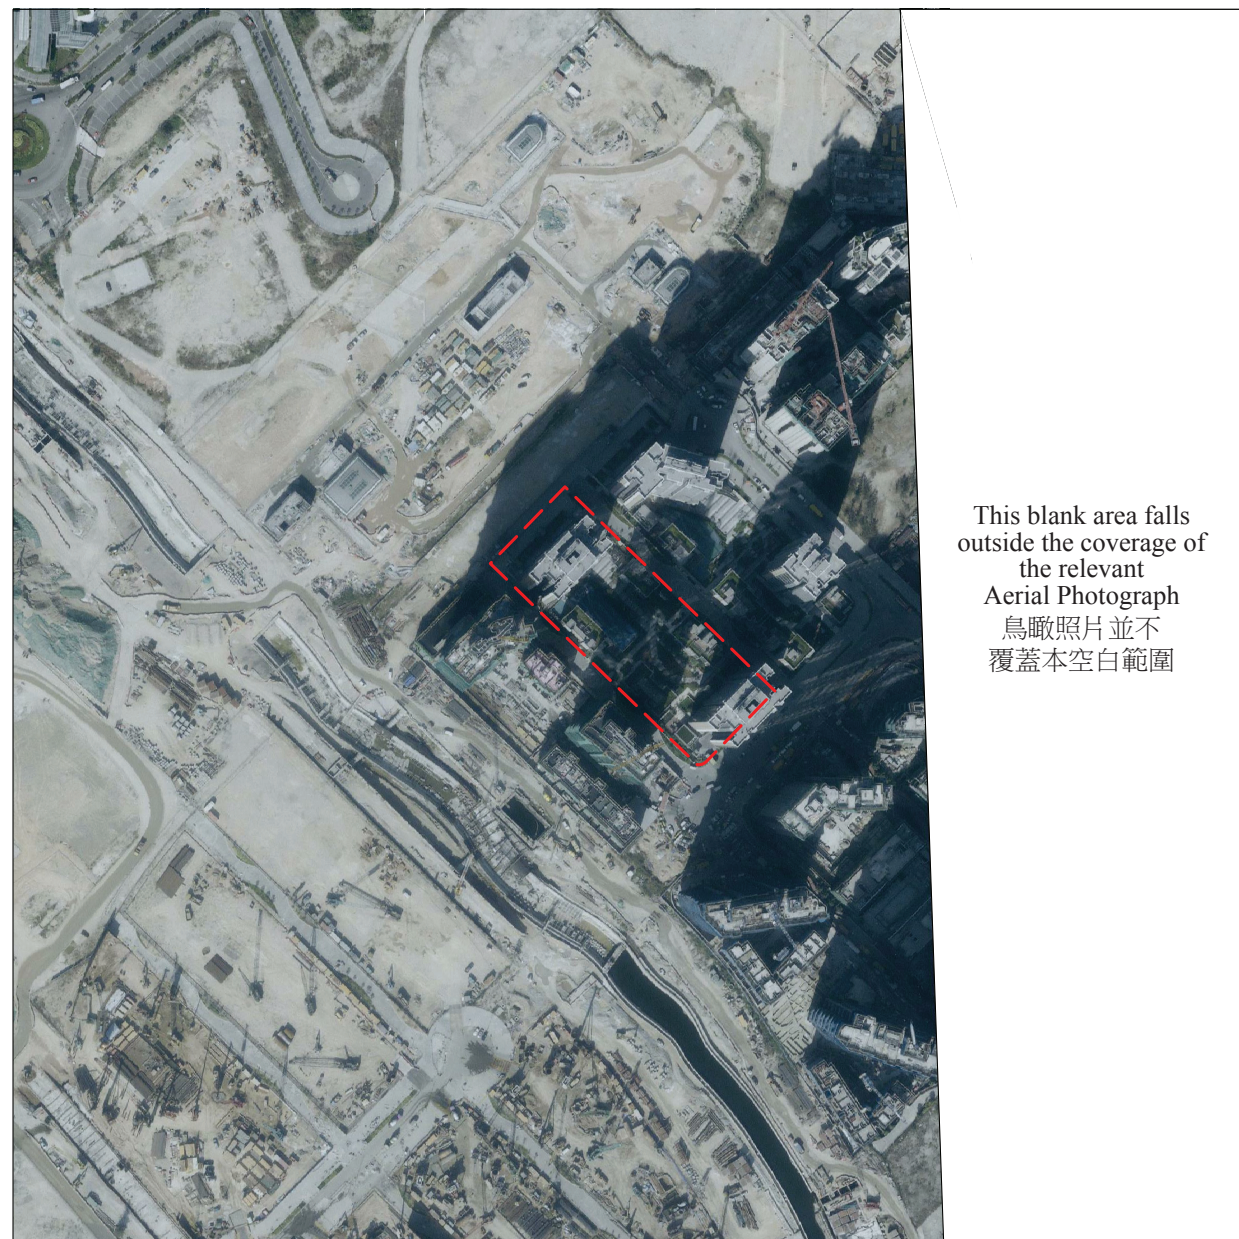 This blank area falls
outside the coverage of
the relevant
Aerial Photograph
鳥瞰照片並不
覆蓋本空白範圍